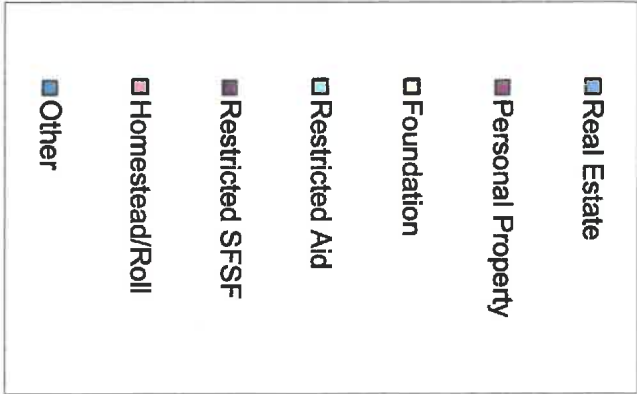 Real Estate
Personal Property
Foundation
Restricted Aid
Restricted SFSF
Homestead/Roll
Other